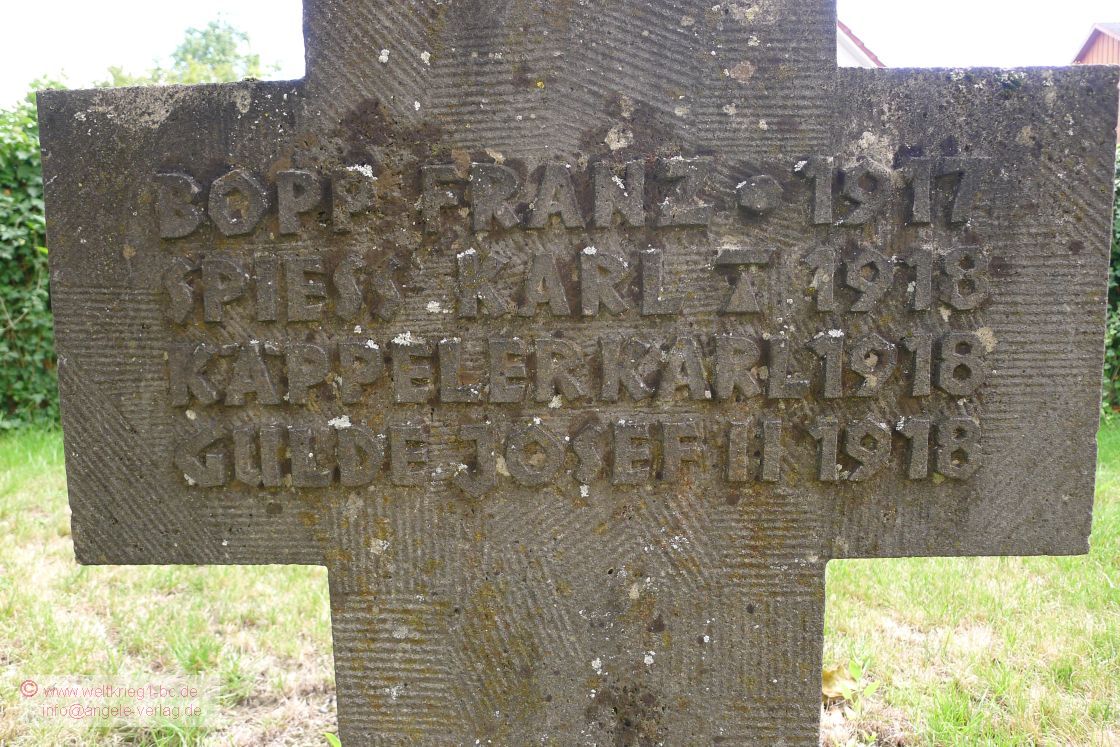 BOPP FRANZ • 1917
SPIESS KARL I 1918
KAPPELER KARL 1918
GULDE JOSEF II 1918
© www.weltkrieg1-bc.de
info@angele-verlag.de